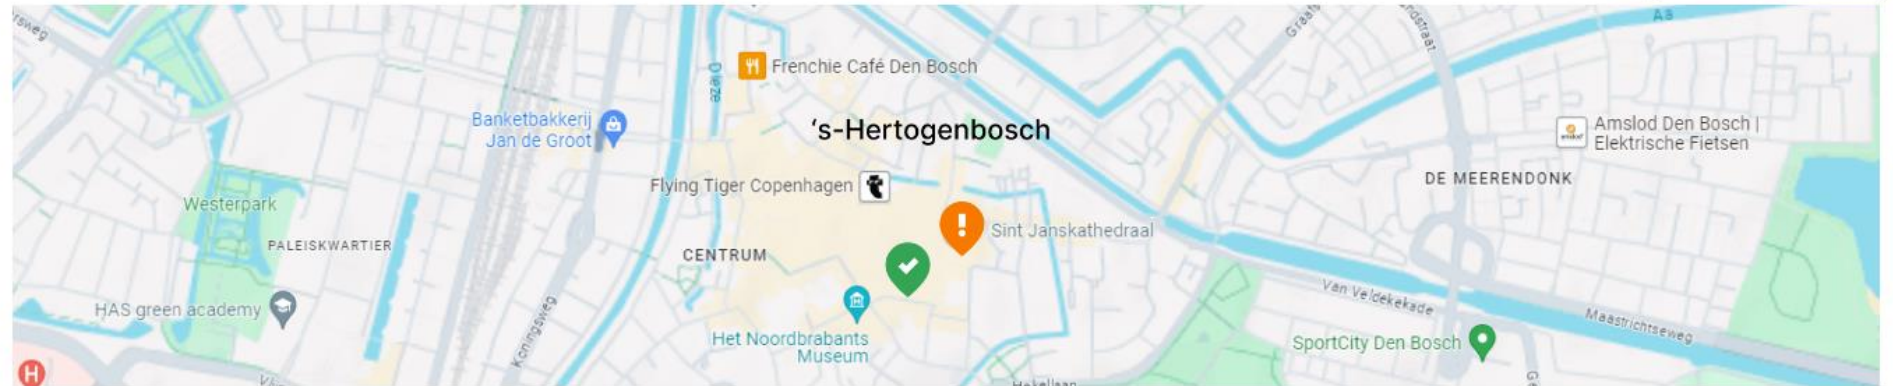 Aa
Frenchie Café Den Bosch
Dieze
Banketbakkerij
Jan de Groot
's-Hertogenbosch
Amslod Den Bosch |
Elektrische Fietsen
DE MEERENDONK
Flying Tiger Copenhagen
Westerpark
PALEISKWARTIER
Sint Janskathedraal
CENTRUM
HAS green academy
Koningsweg
Van Veldekekade
Maastrichtseweg
Het Noordbrabants
Museum
SportCity Den Bosch
H